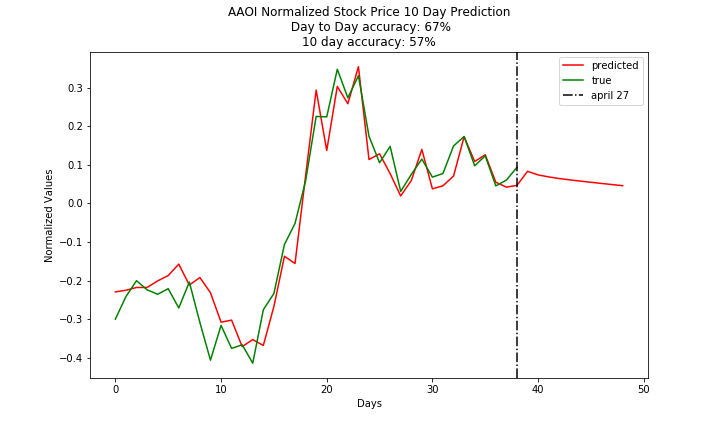 AAOI Normalized Stock Price 10 Day Prediction
Day to Day accuracy: 67%
10 day accuracy: 57%
predicted
true
april 27
Normalized Values
0.3
0.2
0.1
0.0
−0.1
−0.2
−0.3
−0.4
0 10 20 30 40 50
Days